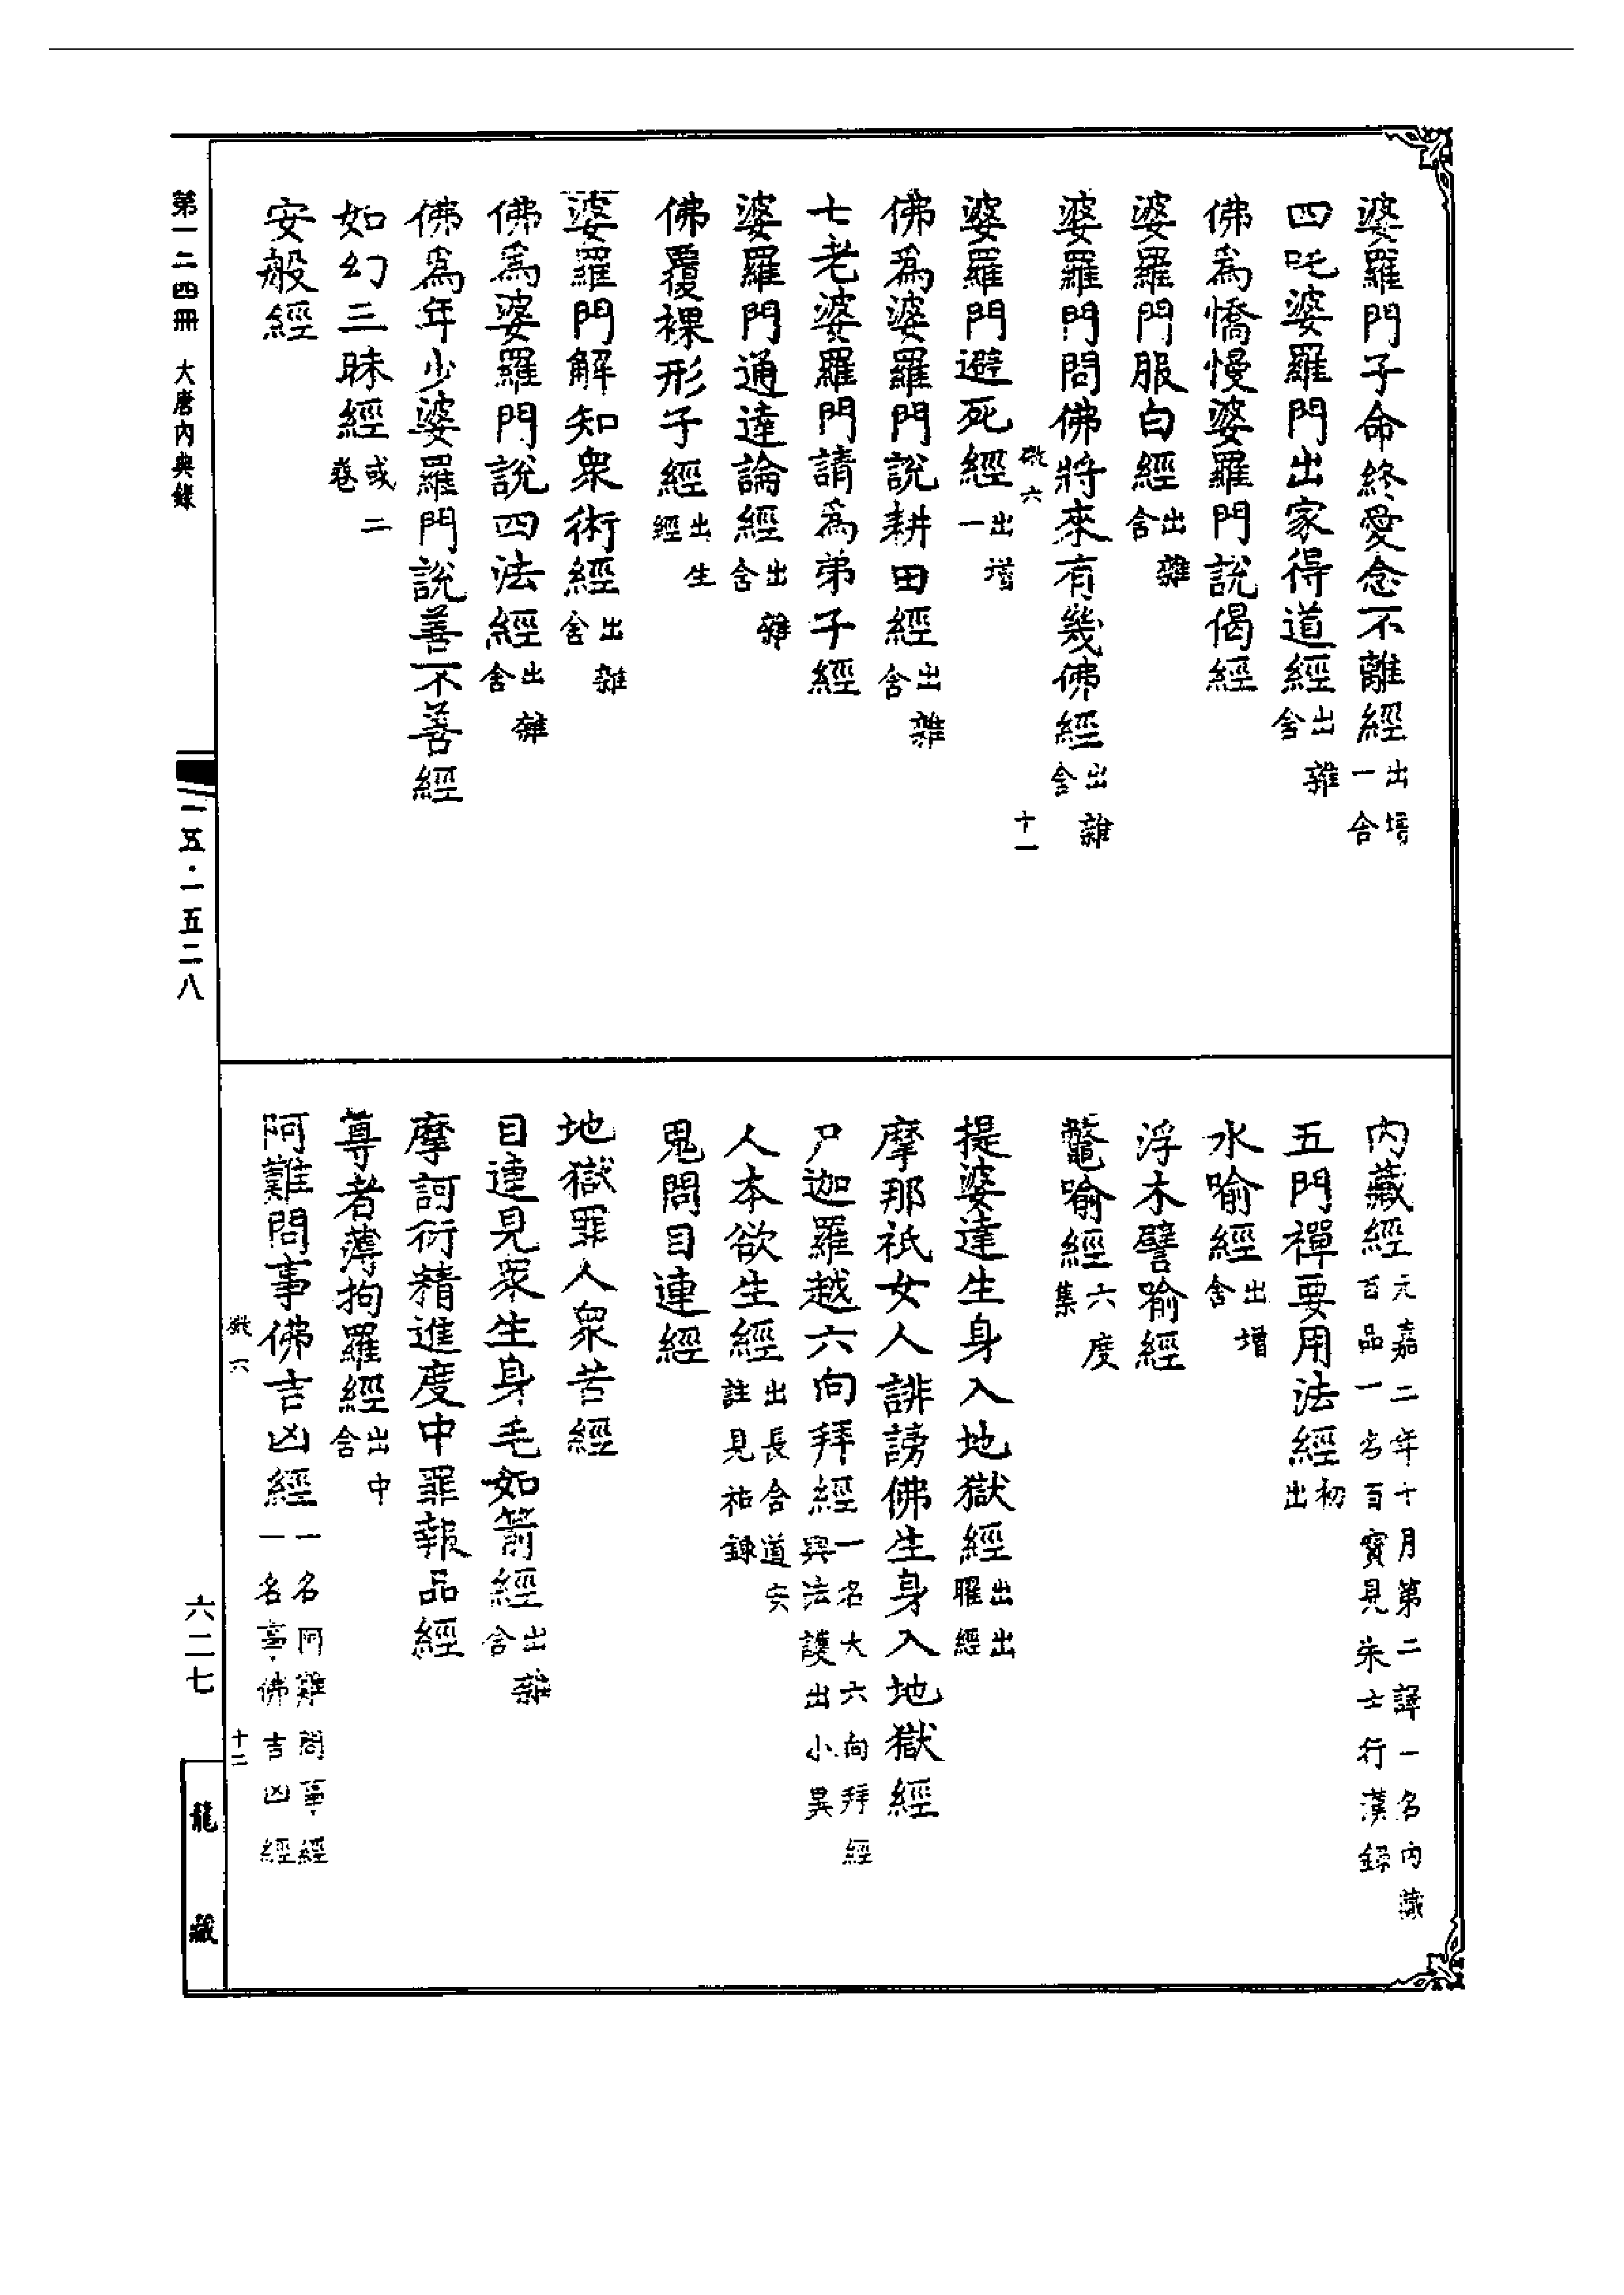 婆羅門子命終愛念不離經出增一含
四吒婆羅門出家得道經出雜含
佛為憍慢婆羅門說偈經
婆羅門服白經出雜含
婆羅門問佛將來有幾佛經出雜含
微六
十一
婆羅門避死經出增一
佛為婆羅門說耕田經出雜含
七老婆羅門請為弟子經
婆羅門通達論經出雜含
佛覆裸形子經出生經
婆羅門解知衆術經出雜含
佛為婆羅門說四法經出雜含
佛為年少婆羅門說善不善經
如幻三昧經或二卷
安般經
內藏經元嘉二年十月第二譯一名內藏百品一名百寶見朱士行漢錄
五門禪要用法經初出
水喻經出增含
浮木譬喻經
鼈喻經六度集
提婆達生身入地獄經出出曜經
摩那祇女人誹謗佛生身入地獄經
尸迦羅越六向拜經一名大六向拜經與法護出小異
人本欲生經出長含道安註見祐錄
鬼問目連經
地獄罪人衆苦經
目連見衆生身毛如箭經出雜含
摩訶衍精進度中罪報品經
尊者薄拘羅經出中含
阿難問事佛吉凶經一名阿難問事經一名事佛吉凶經
微六
十二
第一二四冊 大唐內典錄
一五·一五二八
六二七
龍藏